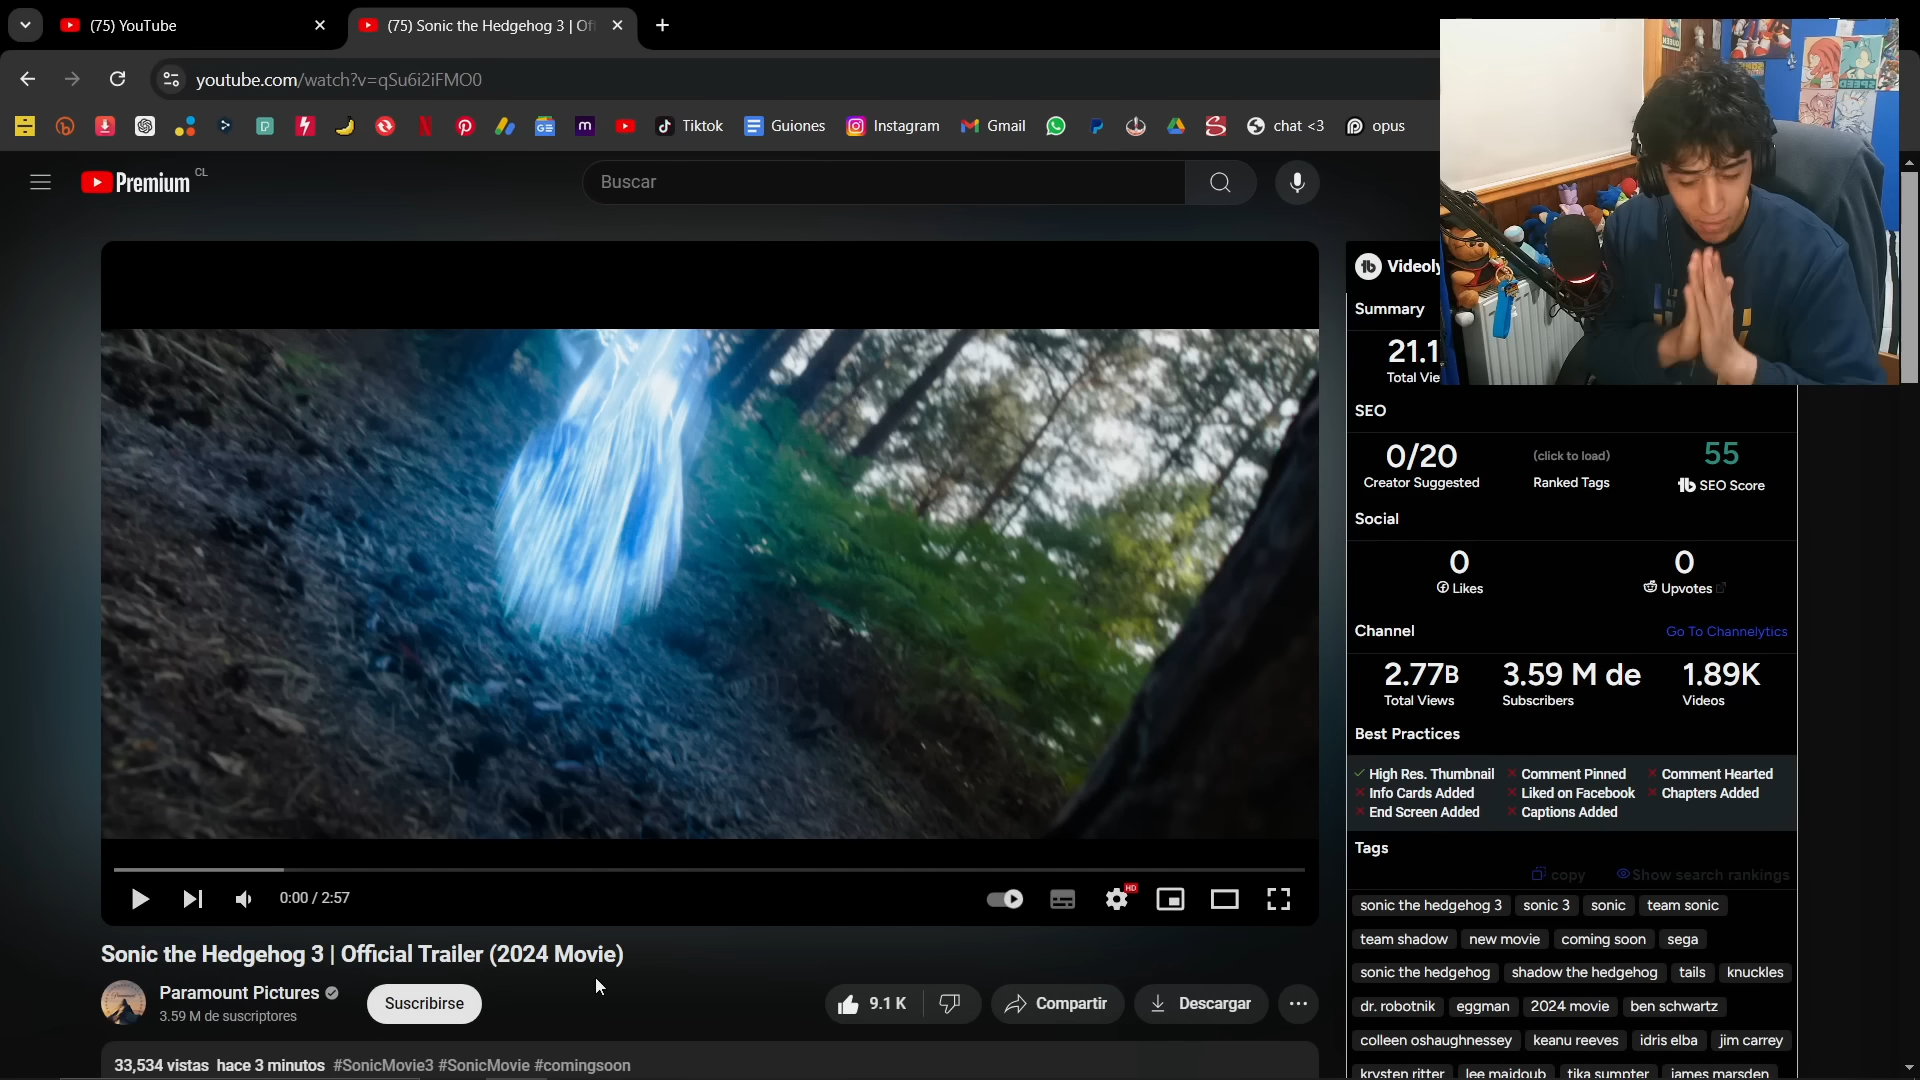 (75) YouTube
(75) Sonic the Hedgehog 3 | Of
youtube.com/watch?v=qSu6i2iFMO0
Tiktok
Guiones
Instagram
Gmail
chat <3
opus
Premium CL
Buscar
Videoly
Summary
21.1
Total Vie
SEO
0/20
Creator Suggested
(click to load)
Ranked Tags
55
SEO Score
Social
0
Likes
0
Upvotes
Channel
Go To Channelytics
2.77B
Total Views
3.59 M de
Subscribers
1.89K
Videos
Best Practices
High Res. Thumbnail
Comment Pinned
Comment Hearted
Info Cards Added
Liked on Facebook
Chapters Added
End Screen Added
Captions Added
Tags
copy
Show search rankings
sonic the hedgehog 3
sonic 3
sonic
team sonic
team shadow
new movie
coming soon
sega
sonic the hedgehog
shadow the hedgehog
tails
knuckles
dr. robotnik
eggman
2024 movie
ben schwartz
colleen oshaughnessey
keanu reeves
idris elba
jim carrey
krysten ritter
lee majdoub
tika sumpter
james marsden
0:00 / 2:57
HD
Sonic the Hedgehog 3 | Official Trailer (2024 Movie)
Paramount Pictures
3.59 M de suscriptores
Suscribirse
9.1 K
Compartir
Descargar
33,534 vistas hace 3 minutos #SonicMovie3 #SonicMovie #comingsoon